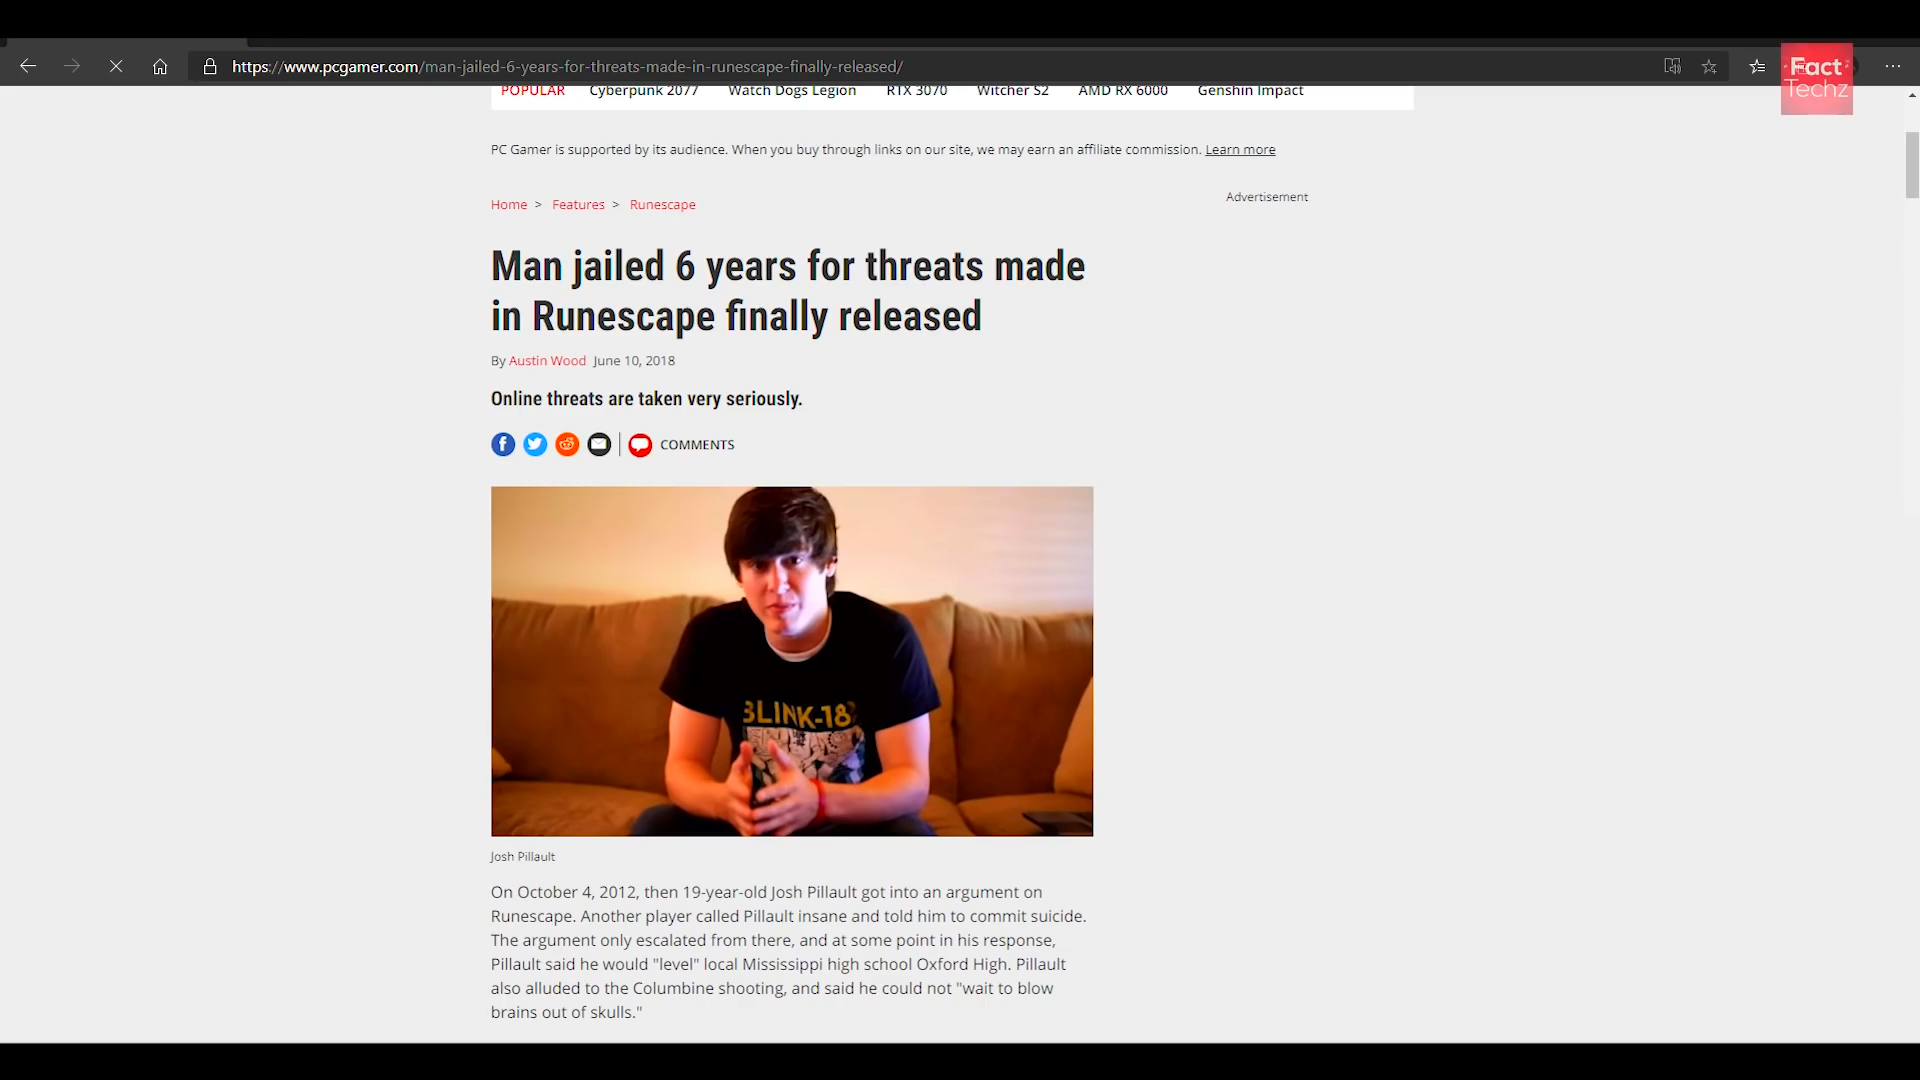 https://www.pcgamer.com/man-jailed-6-years-for-threats-made-in-runescape-finally-released/
Fact
Techz
POPULAR Cyberpunk 2077 Watch Dogs Legion RTX 3070 Witcher S2 AMD RX 6000 Genshin Impact
PC Gamer is supported by its audience. When you buy through links on our site, we may earn an affiliate commission. Learn more
Advertisement
Home > Features > Runescape
Man jailed 6 years for threats made
in Runescape finally released
By Austin Wood June 10, 2018
Online threats are taken very seriously.
COMMENTS
BLINK-18
Josh Pillault
On October 4, 2012, then 19-year-old Josh Pillault got into an argument on
Runescape. Another player called Pillault insane and told him to commit suicide.
The argument only escalated from there, and at some point in his response,
Pillault said he would "level" local Mississippi high school Oxford High. Pillault
also alluded to the Columbine shooting, and said he could not "wait to blow
brains out of skulls."